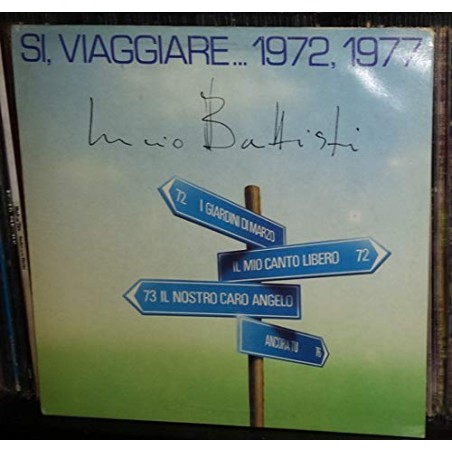 SI, VIAGGIARE... 1972, 1977
Lucio Battisti
72 I GIARDINI DI MARZO
IL MIO CANTO LIBERO 72
73 IL NOSTRO CARO ANGELO
ANCORA TU 76